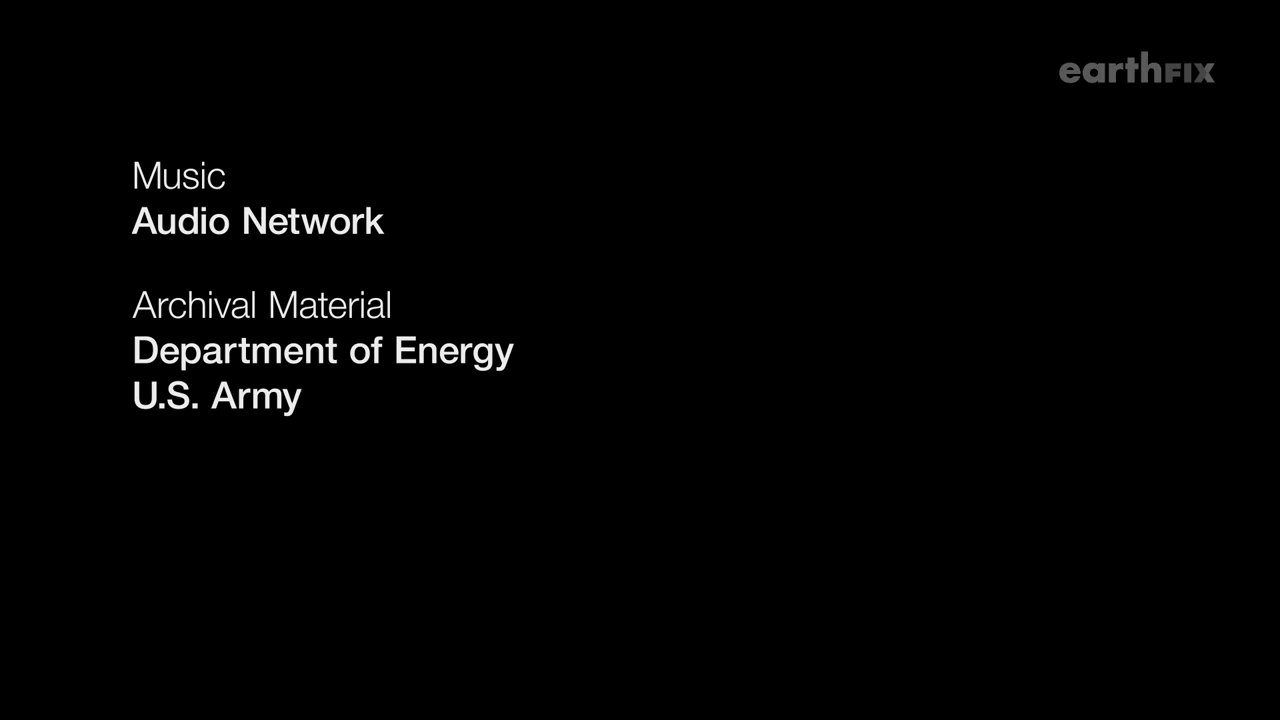 earthFIX
Music
Audio Network
Archival Material
Department of Energy
U.S. Army